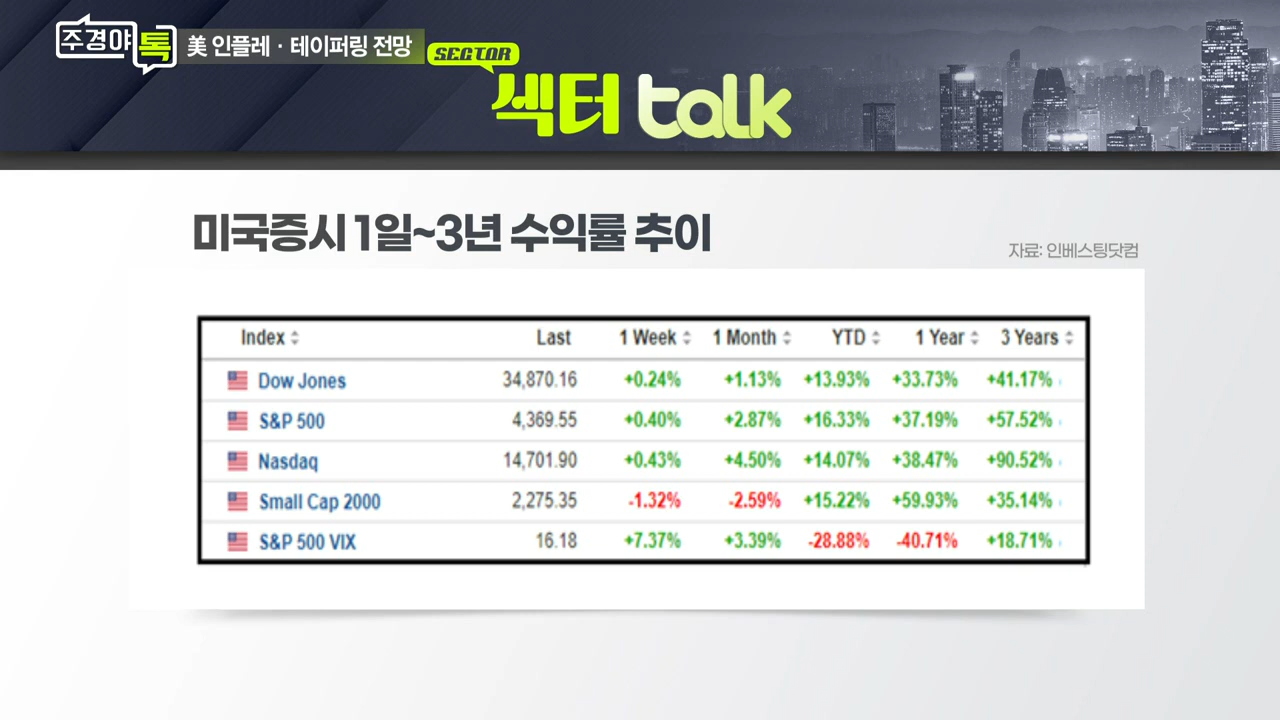 주경야톡 美 인플레·테이퍼링 전망
SECTOR
섹터 talk
미국증시 1일~3년 수익률 추이
자료: 인베스팅닷컴
Index Last 1 Week 1 Month YTD 1 Year 3 Years
Dow Jones 34,870.16 +0.24% +1.13% +13.93% +33.73% +41.17%
S&P 500 4,369.55 +0.40% +2.87% +16.33% +37.19% +57.52%
Nasdaq 14,701.90 +0.43% +4.50% +14.07% +38.47% +90.52%
Small Cap 2000 2,275.35 -1.32% -2.59% +15.22% +59.93% +35.14%
S&P 500 VIX 16.18 +7.37% +3.39% -28.88% -40.71% +18.71%